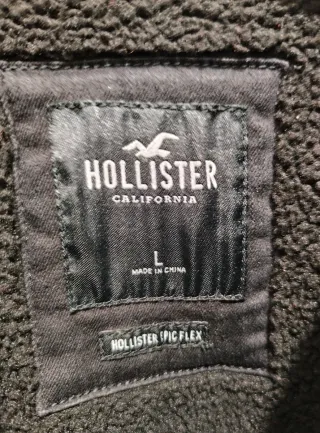 HOLLISTER
CALIFORNIA
L
MADE IN CHINA
HOLLISTER EPIC FLEX